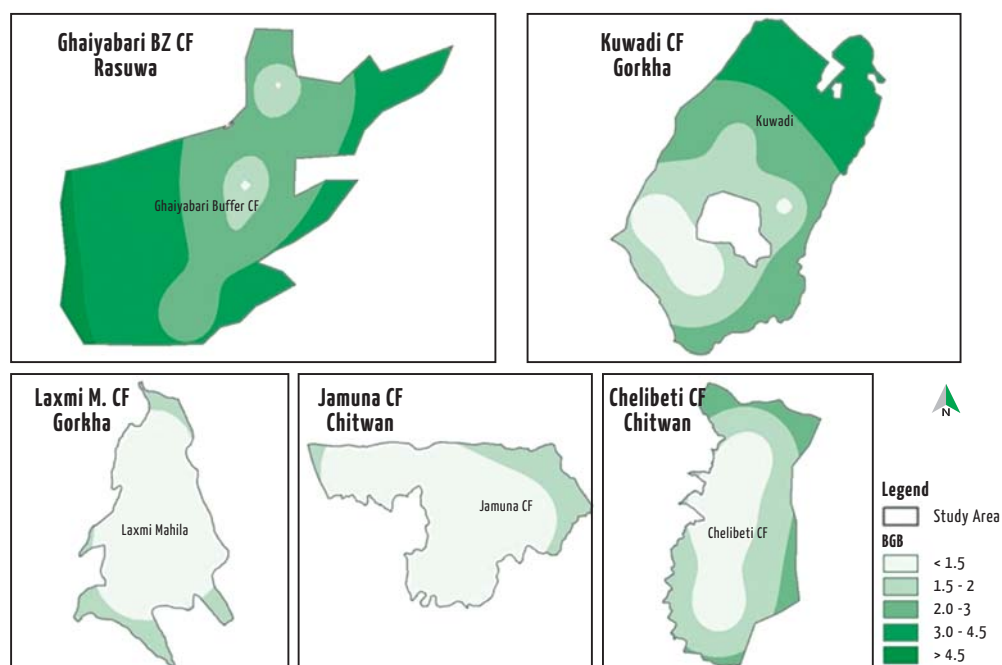 Ghaiyabari BZ CF
Rasuwa
Ghaiyabari Buffer CF
Kuwadi CF
Gorkha
Kuwadi
Laxmi M. CF
Gorkha
Laxmi Mahila
Jamuna CF
Chitwan
Jamuna CF
Chelibeti CF
Chitwan
Chelibeti CF
N
Legend
Study Area
BGB
< 1.5
1.5 - 2
2.0 -3
3.0 - 4.5
> 4.5